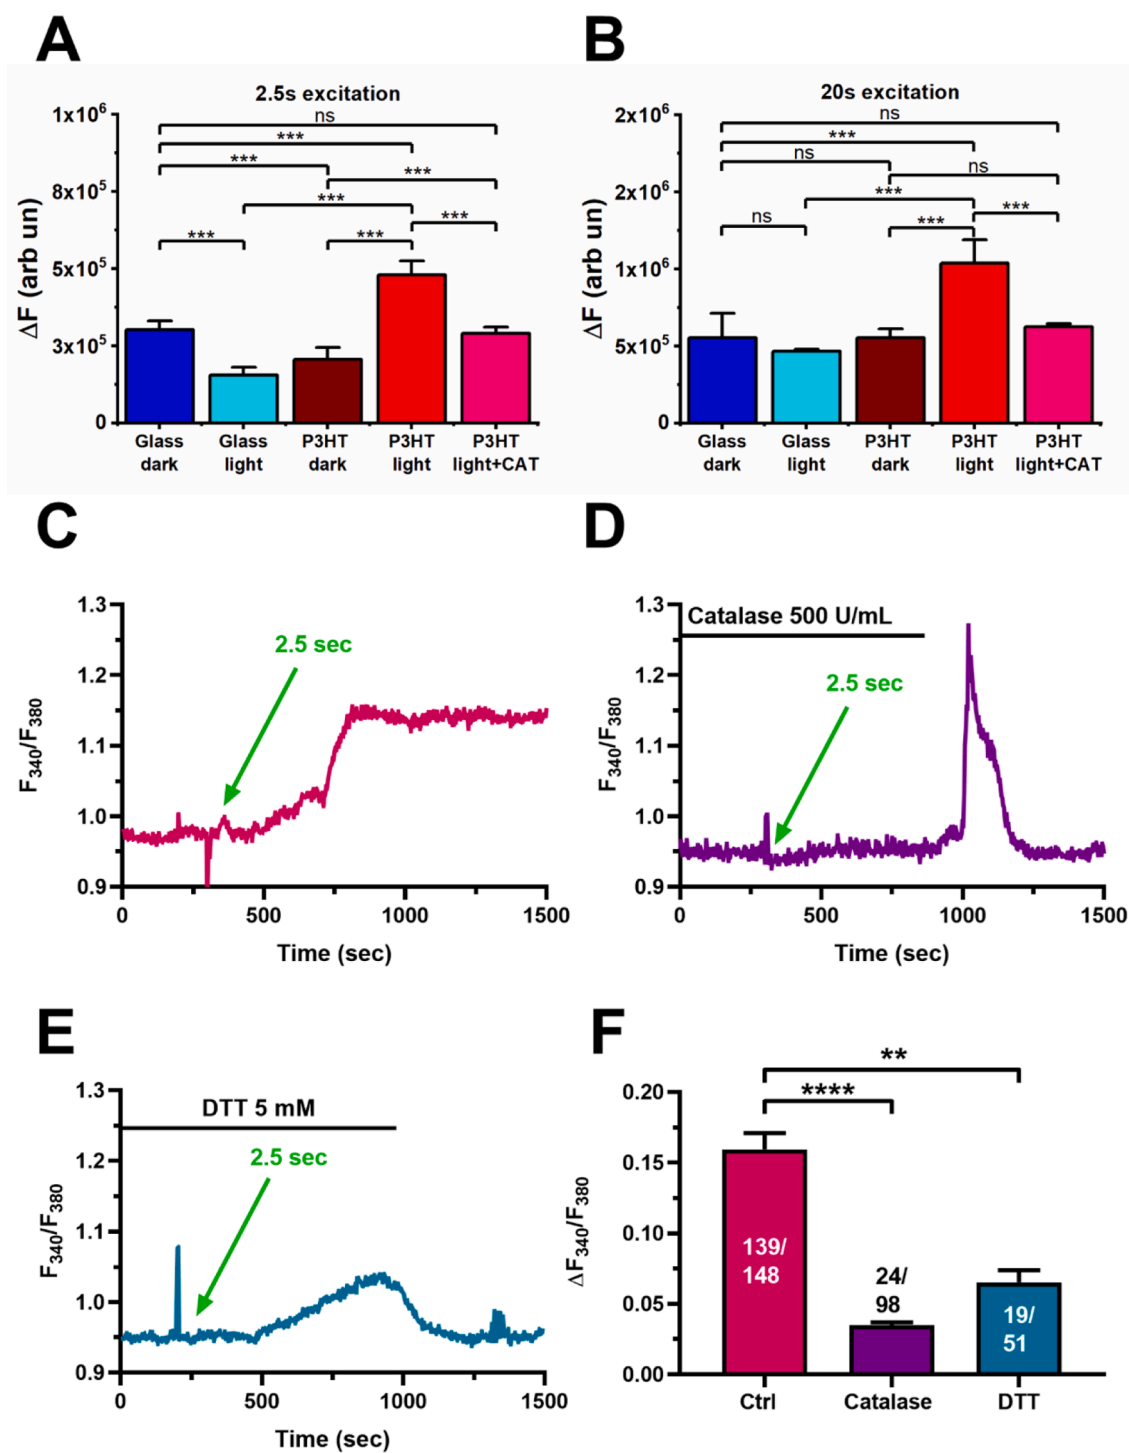 A
2.5s excitation
1x10⁶
8x10⁵
5x10⁵
3x10⁵
0
ΔF (arb un)
ns
***
***
***
***
***
***
***
Glass dark
Glass light
P3HT dark
P3HT light
P3HT light+CAT
B
20s excitation
2x10⁶
2x10⁶
1x10⁶
5x10⁵
0
ΔF (arb un)
ns
***
ns
ns
***
***
ns
***
Glass dark
Glass light
P3HT dark
P3HT light
P3HT light+CAT
C
1.3
1.2
1.1
1.0
0.9
F₃₄₀/F₃₈₀
2.5 sec
0
500
1000
1500
Time (sec)
D
1.3
1.2
1.1
1.0
0.9
F₃₄₀/F₃₈₀
Catalase 500 U/mL
2.5 sec
0
500
1000
1500
Time (sec)
E
1.3
1.2
1.1
1.0
0.9
F₃₄₀/F₃₈₀
DTT 5 mM
2.5 sec
0
500
1000
1500
Time (sec)
F
0.20
0.15
0.10
0.05
0.00
ΔF₃₄₀/F₃₈₀
**
****
139/
148
24/
98
19/
51
Ctrl
Catalase
DTT